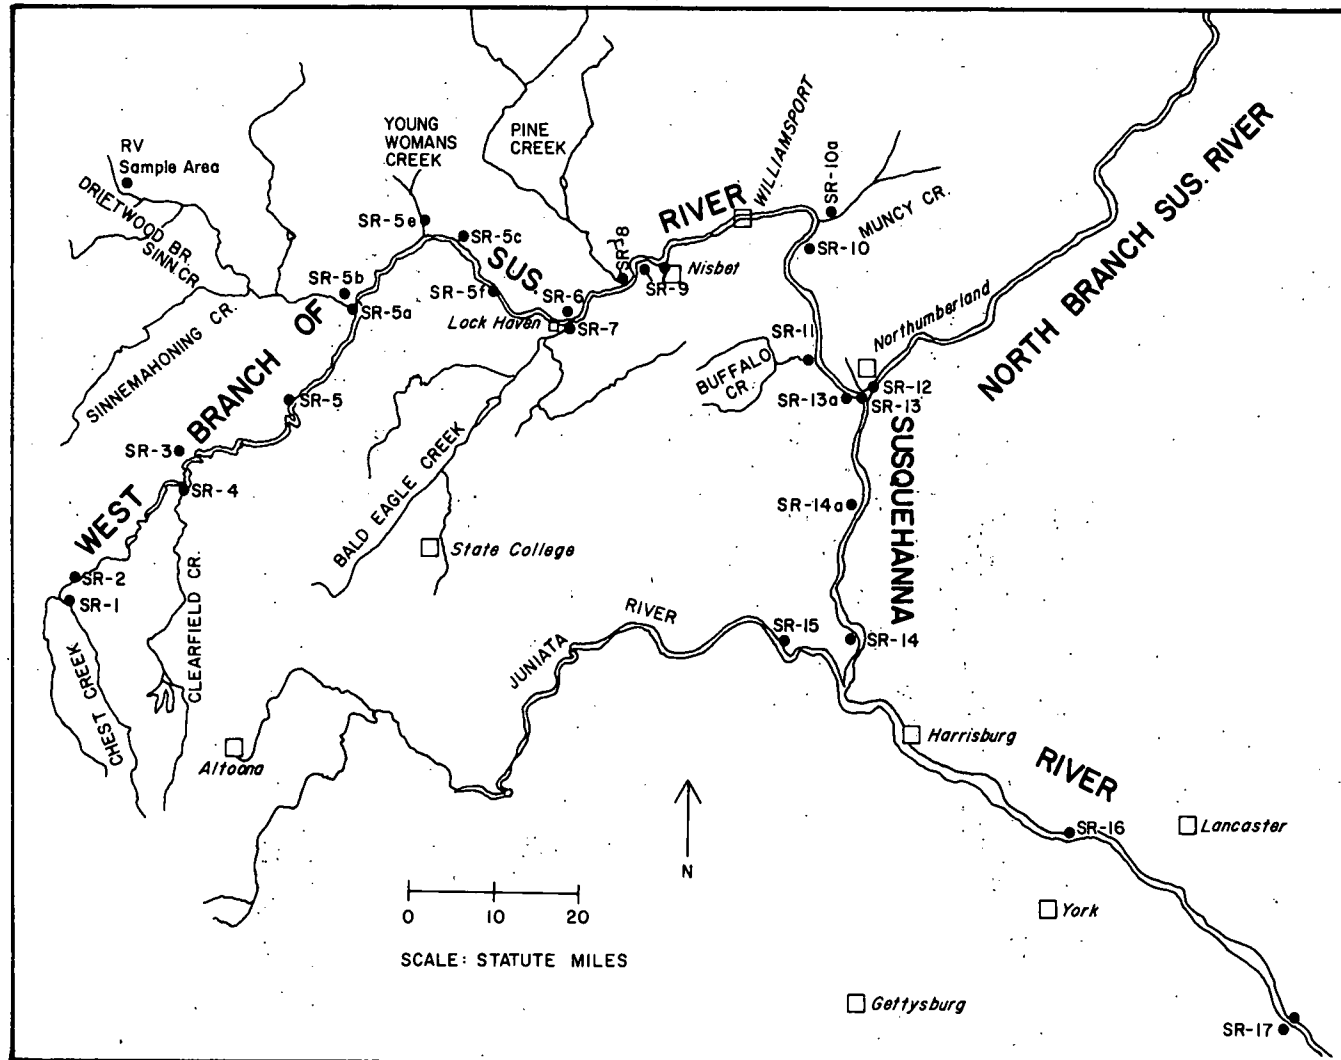 RV
Sample Area
DRIFTWOOD BR.
SINN. CR.
SINNEMAHONING CR.
YOUNG
WOMANS
CREEK
PINE
CREEK
SR-5e
SR-5c
SR-5b
SR-5a
SR-5f
SR-5
SR-6
SR-7
Lock Haven
SR-8
SR-9
Nisbet
WILLIAMSPORT
SR-10a
MUNCY CR.
SR-10
SR-11
BUFFALO
CR.
Northumberland
SR-12
SR-13
SR-13a
NORTH BRANCH SUS. RIVER
WEST BRANCH OF SUS. RIVER
SR-3
SR-4
SR-2
SR-1
CHEST CREEK
CLEARFIELD CR.
BALD EAGLE CREEK
State College
SR-14a
SUSQUEHANNA RIVER
SR-14
SR-15
JUNIATA RIVER
Altoona
Harrisburg
SR-16
Lancaster
York
Gettysburg
SR-17
N
0 10 20
SCALE: STATUTE MILES